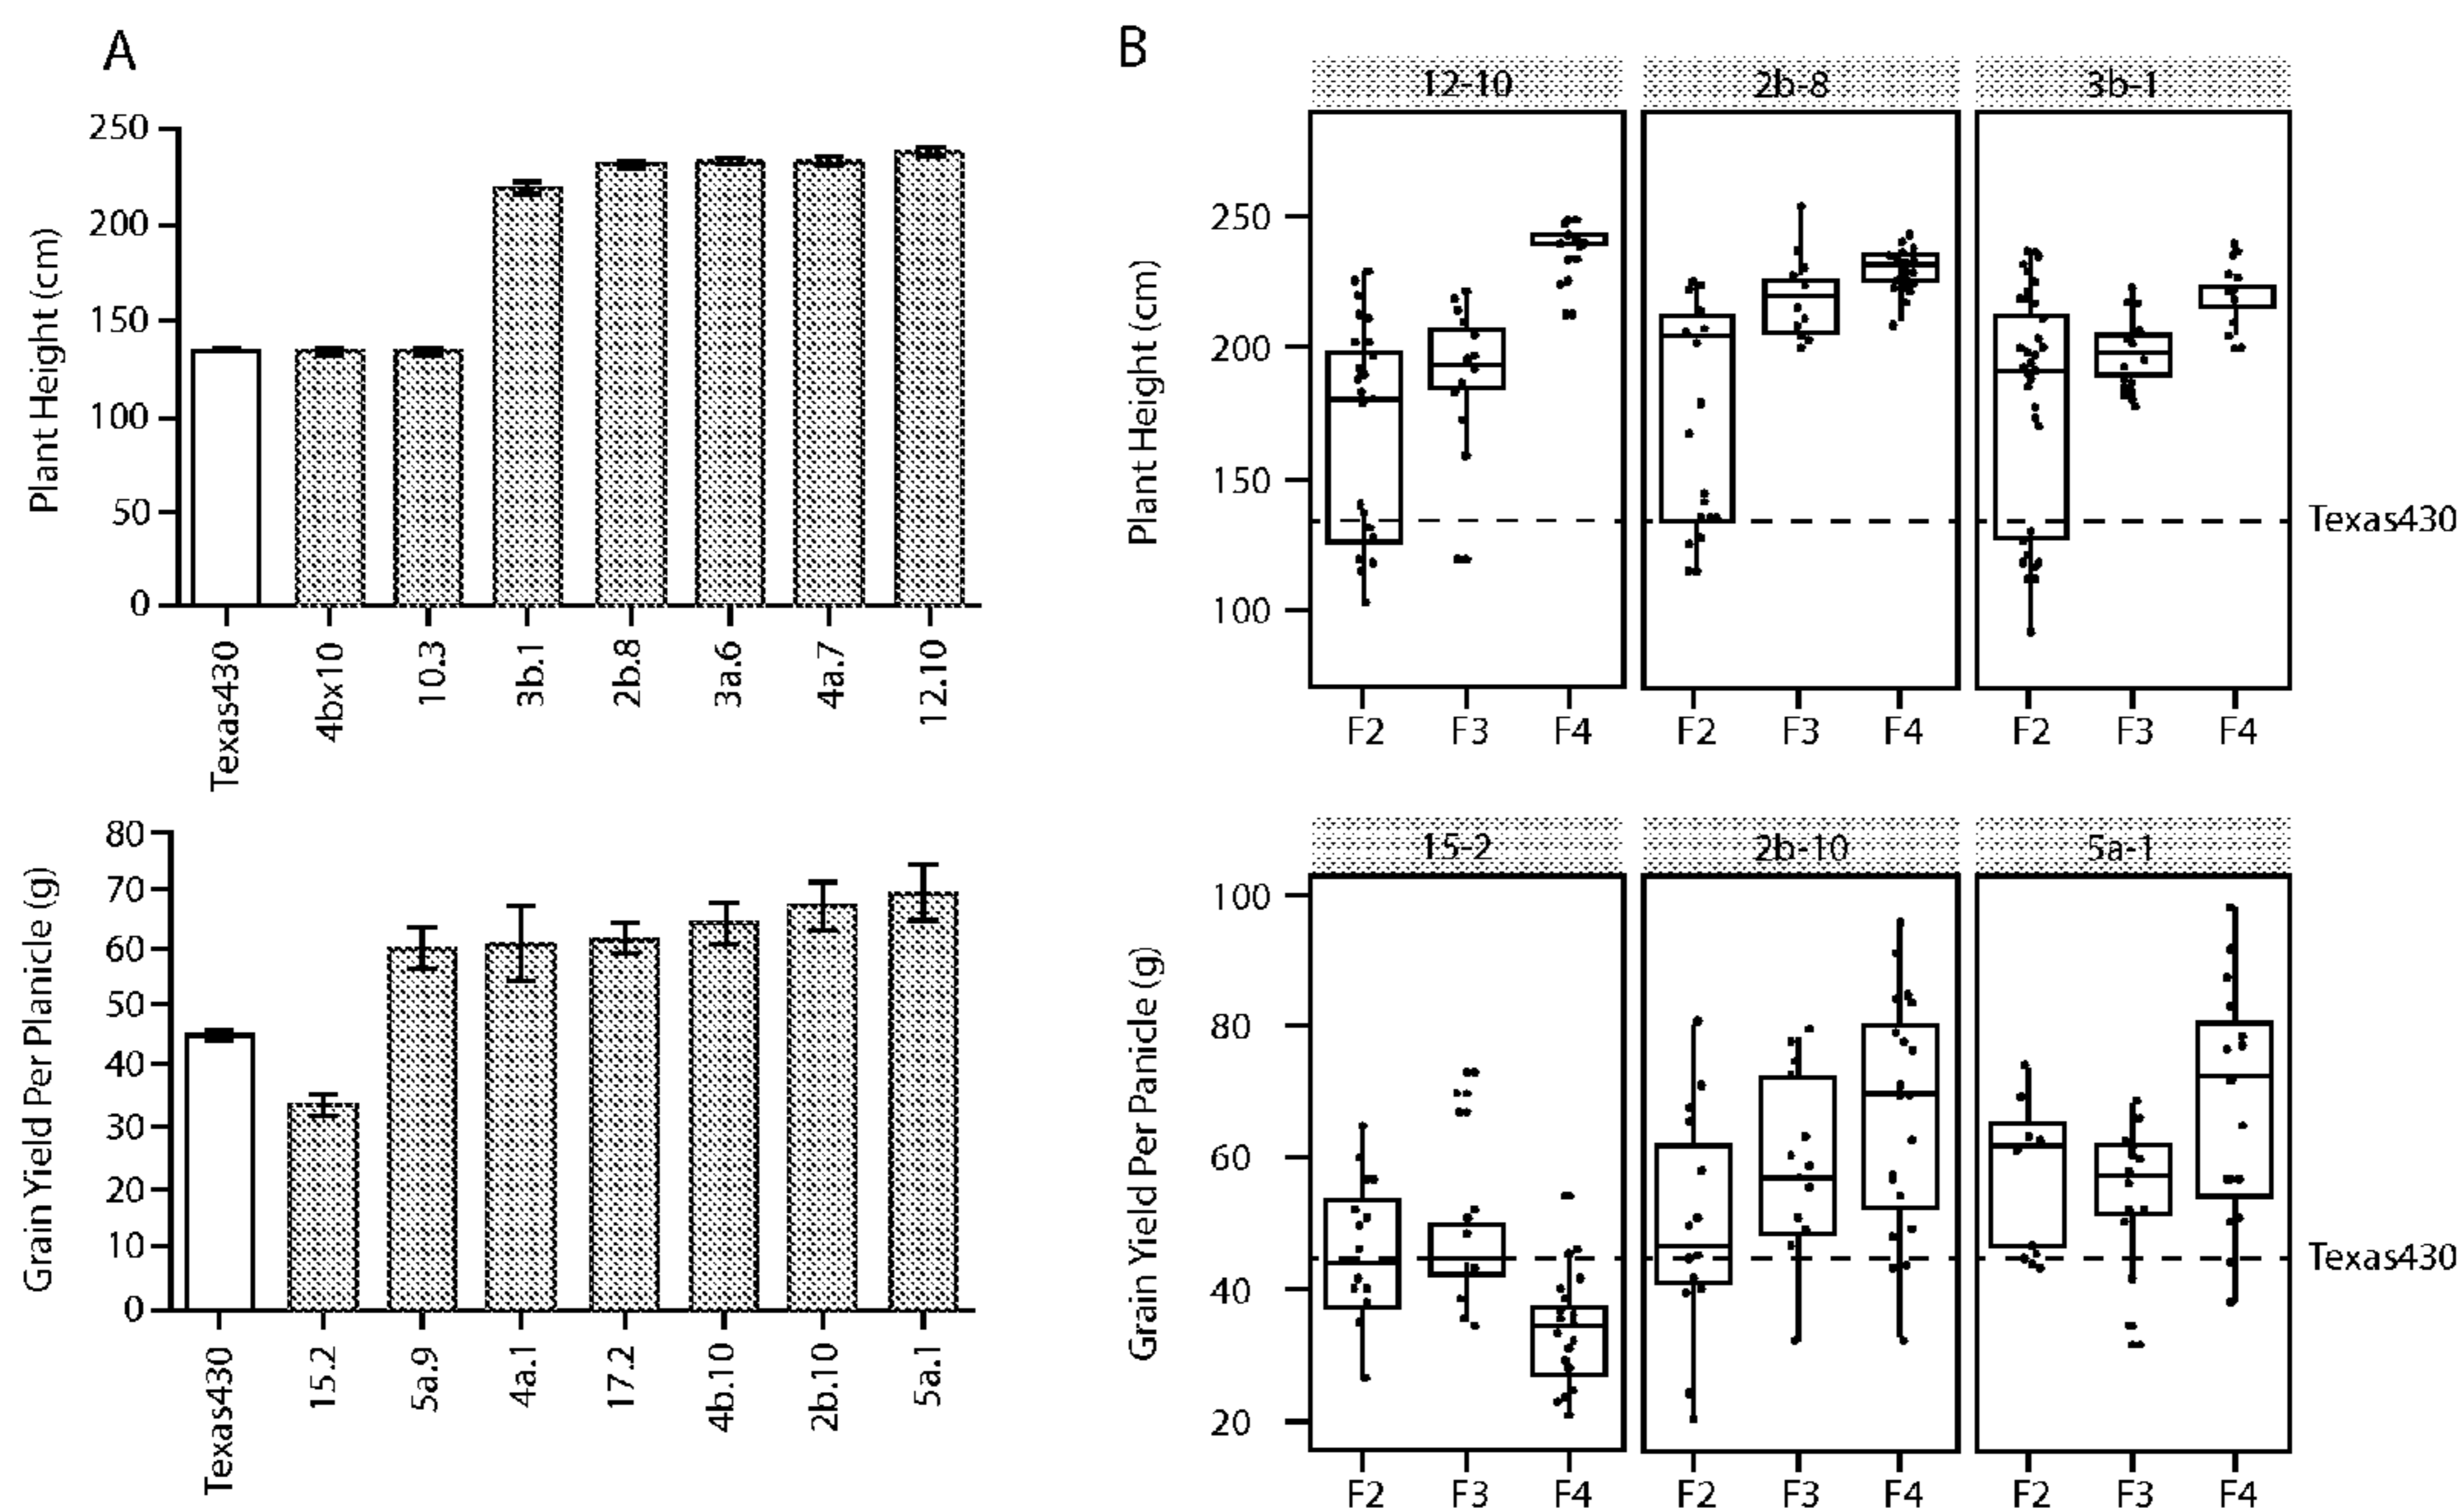 A
Plant Height (cm)
250
200
150
100
50
0
Texas430
4bx10
10.3
3b.1
2b.8
3a.6
4a.7
12.10
Grain Yield Per Planicle (g)
80
70
60
50
40
30
20
10
0
Texas430
15.2
5a.9
4a.1
17.2
4b.10
2b.10
5a.1
B
12-10
2b-8
3b-1
Plant Height (cm)
250
200
150
100
Texas430
F2
F3
F4
F2
F3
F4
F2
F3
F4
15-2
2b-10
5a-1
Grain Yield Per Panicle (g)
100
80
60
40
20
Texas430
F2
F3
F4
F2
F3
F4
F2
F3
F4